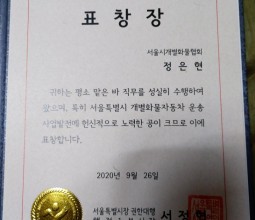 표창장
서울시개별화물협회
정은현
귀하는 평소 맡은 바 직무를 성실히 수행하여
왔으며, 특히 서울특별시 개별화물자동차 운송
사업발전에 헌신적으로 노력한 공이 크므로 이에
표창합니다.
2020년 9월 26일
서울특별시장 권한대행
서정협